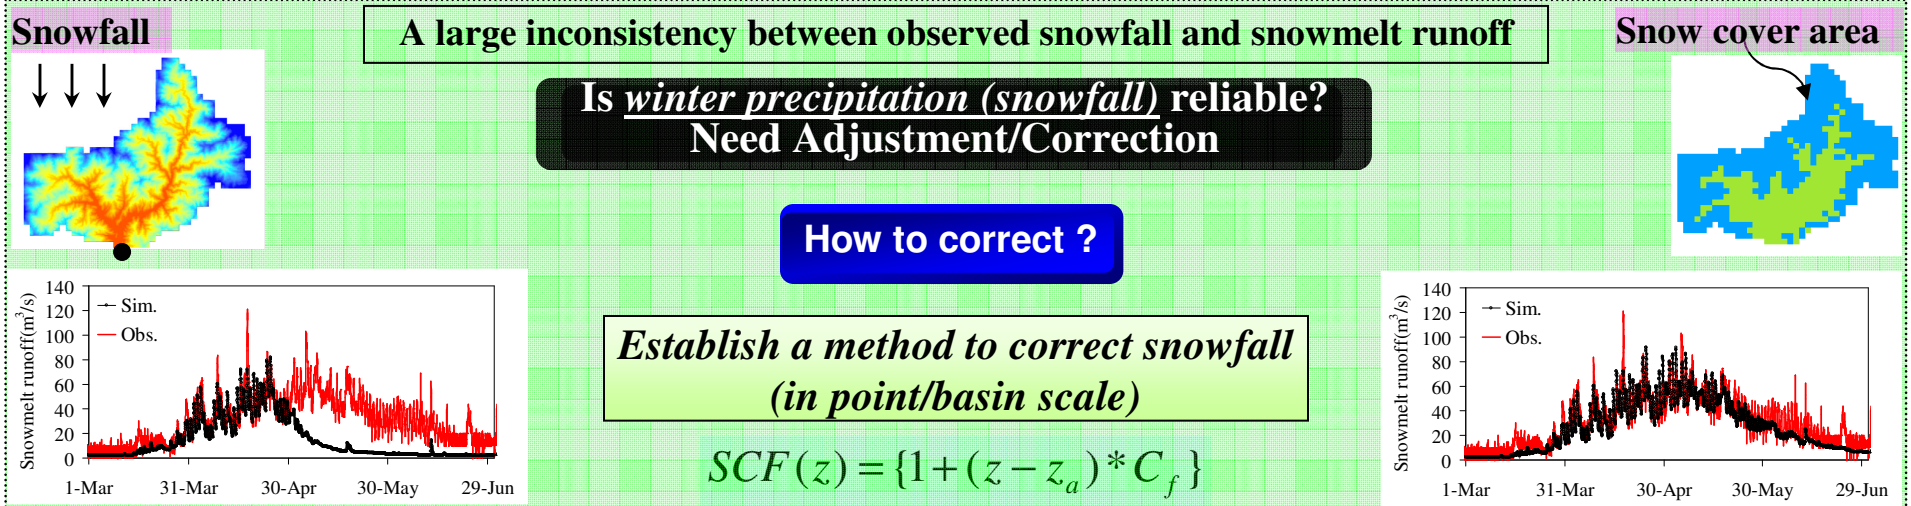 Snowfall
A large inconsistency between observed snowfall and snowmelt runoff
Snow cover area
Is winter precipitation (snowfall) reliable?
Need Adjustment/Correction
How to correct ?
Establish a method to correct snowfall
(in point/basin scale)
SCF(z) = {1 + (z − z_a) * C_f}
Snowmelt runoff(m³/s)
140
120
100
80
60
40
20
0
Sim.
Obs.
1-Mar 31-Mar 30-Apr 30-May 29-Jun
Snowmelt runoff(m³/s)
140
120
100
80
60
40
20
0
Sim.
Obs.
1-Mar 31-Mar 30-Apr 30-May 29-Jun